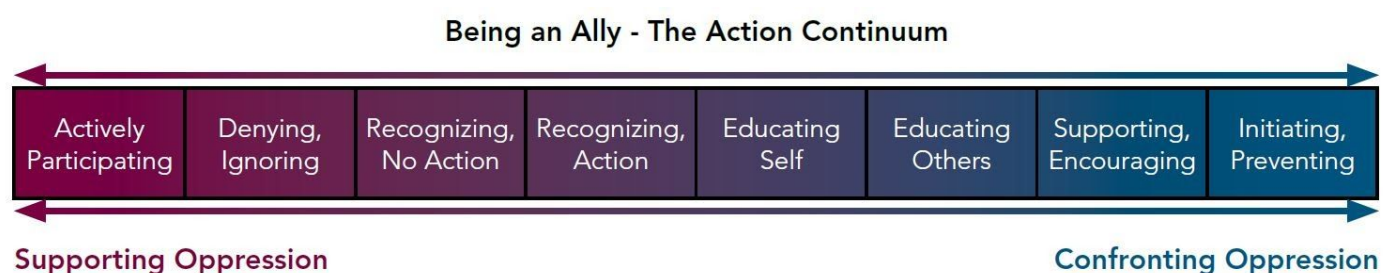 Being an Ally - The Action Continuum
Actively
Participating
Denying,
Ignoring
Recognizing,
No Action
Recognizing,
Action
Educating
Self
Educating
Others
Supporting,
Encouraging
Initiating,
Preventing
Supporting Oppression
Confronting Oppression